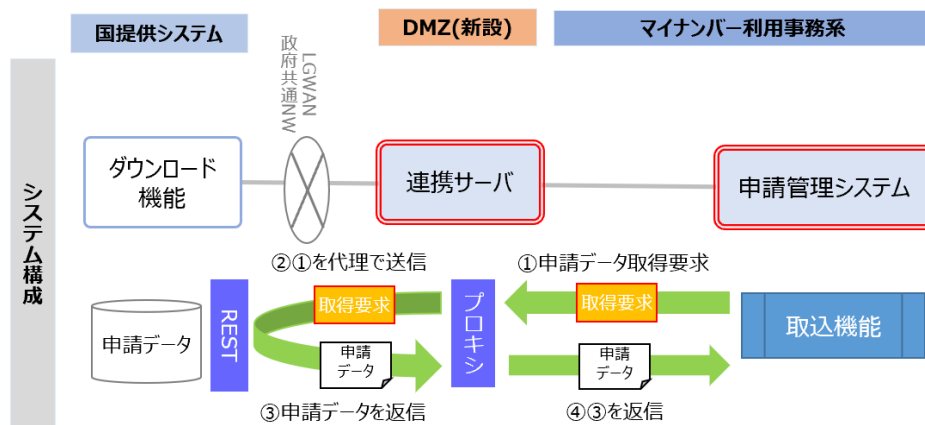 国提供システム
DMZ(新設)
マイナンバー利用事務系
システム構成
LGWAN
政府共通NW
ダウンロード
機能
連携サーバ
申請管理システム
②①を代理で送信
①申請データ取得要求
申請データ
REST
取得要求
プロキシ
取得要求
取込機能
申請
データ
申請
データ
③申請データを返信
④③を返信